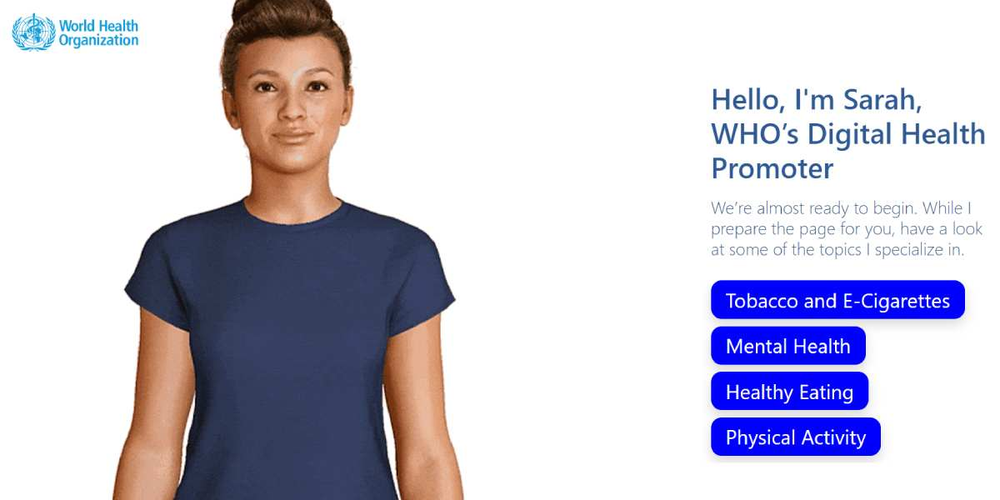 World Health
Organization
Hello, I'm Sarah,
WHO’s Digital Health
Promoter
We’re almost ready to begin. While I
prepare the page for you, have a look
at some of the topics I specialize in.
Tobacco and E-Cigarettes
Mental Health
Healthy Eating
Physical Activity